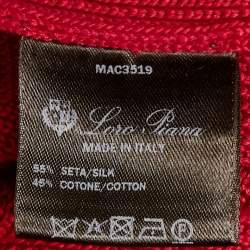 MAC3519
Loro Piana
MADE IN ITALY
55% SETA/SILK
45% COTONE/COTTON